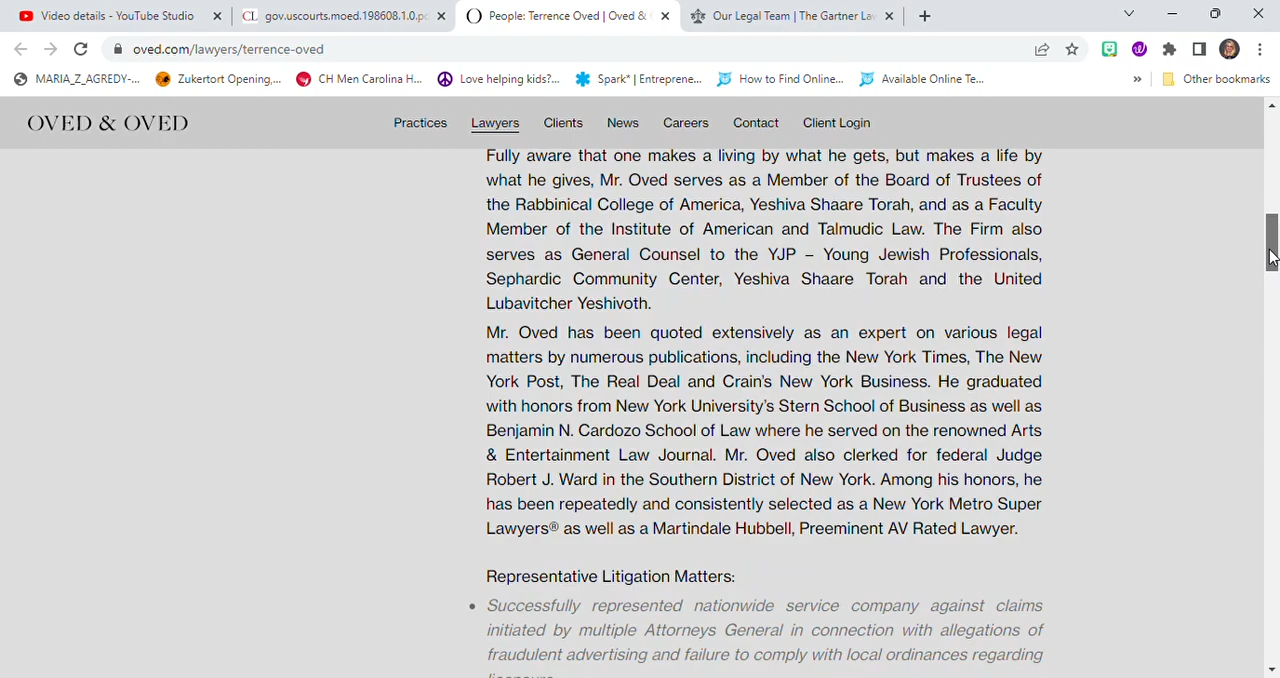 Video details - YouTube Studio
gov.uscourts.moed.198608.1.0.pc
People: Terrence Oved | Oved &
Our Legal Team | The Gartner La
oved.com/lawyers/terrence-oved
MARIA_Z_AGREDY-...
Zukertort Opening,...
CH Men Carolina H...
Love helping kids?...
Spark* | Entreprene...
How to Find Online...
Available Online Te...
»
Other bookmarks
OVED & OVED
Practices
Lawyers
Clients
News
Careers
Contact
Client Login
Fully aware that one makes a living by what he gets, but makes a life by
what he gives, Mr. Oved serves as a Member of the Board of Trustees of
the Rabbinical College of America, Yeshiva Shaare Torah, and as a Faculty
Member of the Institute of American and Talmudic Law. The Firm also
serves as General Counsel to the YJP – Young Jewish Professionals,
Sephardic Community Center, Yeshiva Shaare Torah and the United
Lubavitcher Yeshivoth.
Mr. Oved has been quoted extensively as an expert on various legal
matters by numerous publications, including the New York Times, The New
York Post, The Real Deal and Crain's New York Business. He graduated
with honors from New York University's Stern School of Business as well as
Benjamin N. Cardozo School of Law where he served on the renowned Arts
& Entertainment Law Journal. Mr. Oved also clerked for federal Judge
Robert J. Ward in the Southern District of New York. Among his honors, he
has been repeatedly and consistently selected as a New York Metro Super
Lawyers® as well as a Martindale Hubbell, Preeminent AV Rated Lawyer.
Representative Litigation Matters:
• Successfully represented nationwide service company against claims
initiated by multiple Attorneys General in connection with allegations of
fraudulent advertising and failure to comply with local ordinances regarding